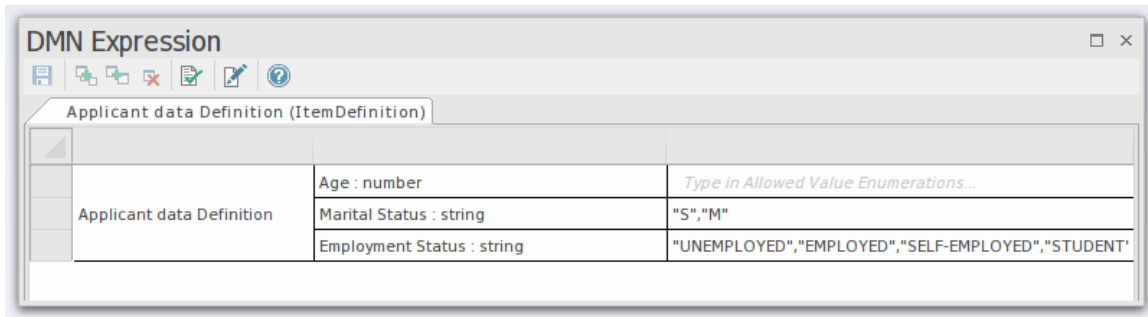 DMN Expression
Applicant data Definition (ItemDefinition)
Age : number
Type in Allowed Value Enumerations...
Applicant data Definition
Marital Status : string
"S","M"
Employment Status : string
"UNEMPLOYED","EMPLOYED","SELF-EMPLOYED","STUDENT'